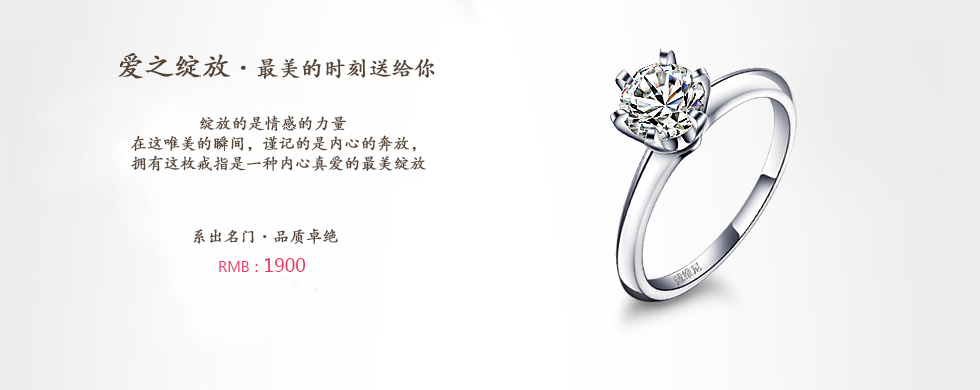 爱之绽放·最美的时刻送给你
绽放的是情感的力量
在这唯美的瞬间，谨记的是内心的奔放，
拥有这枚戒指是一种内心真爱的最美绽放
系出名门·品质卓绝
RMB：1900